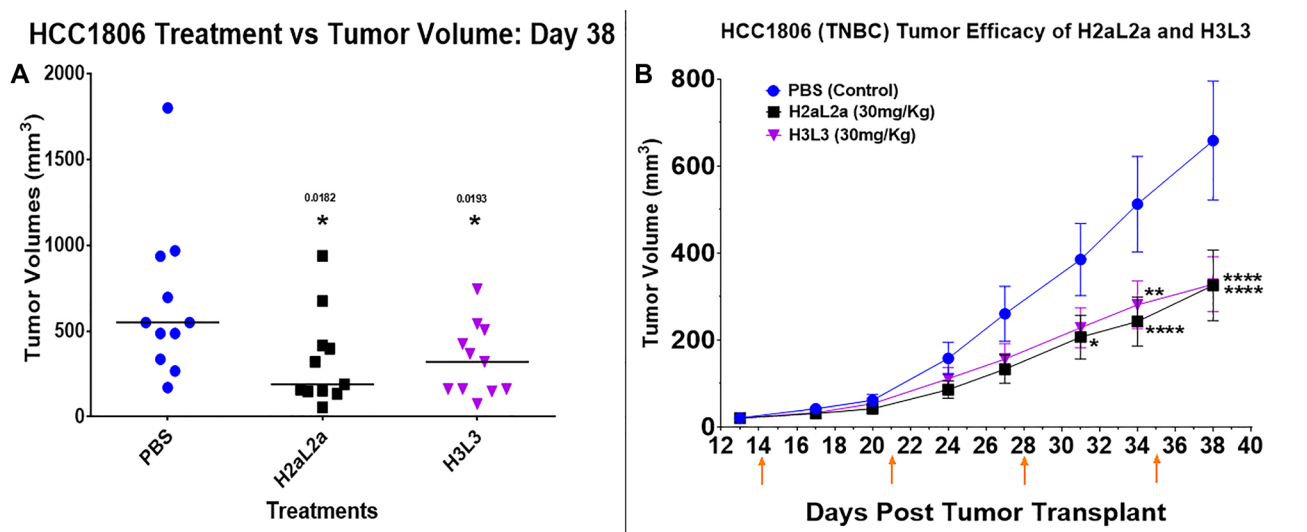 HCC1806 Treatment vs Tumor Volume: Day 38
A
Tumor Volumes (mm³)
2000
1500
1000
500
0
0.0182
*
0.0193
*
PBS
H2aL2a
H3L3
Treatments
HCC1806 (TNBC) Tumor Efficacy of H2aL2a and H3L3
B
Tumor Volume (mm³)
800
600
400
200
0
PBS (Control)
H2aL2a (30mg/Kg)
H3L3 (30mg/Kg)
*
**
****
****
****
12 14 16 18 20 22 24 26 28 30 32 34 36 38 40
Days Post Tumor Transplant